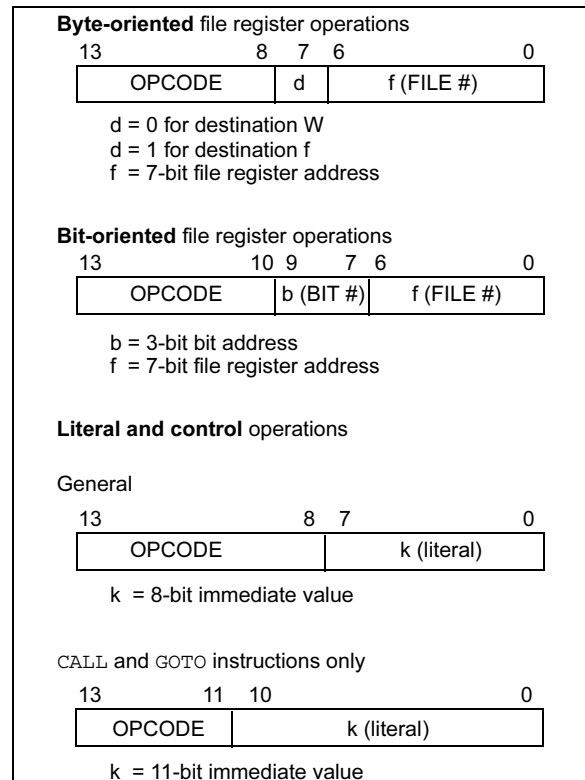 Byte-oriented file register operations
13 8 7 6 0
OPCODE d f (FILE #)
d = 0 for destination W
d = 1 for destination f
f = 7-bit file register address
Bit-oriented file register operations
13 10 9 7 6 0
OPCODE b (BIT #) f (FILE #)
b = 3-bit bit address
f = 7-bit file register address
Literal and control operations
General
13 8 7 0
OPCODE k (literal)
k = 8-bit immediate value
CALL and GOTO instructions only
13 11 10 0
OPCODE k (literal)
k = 11-bit immediate value